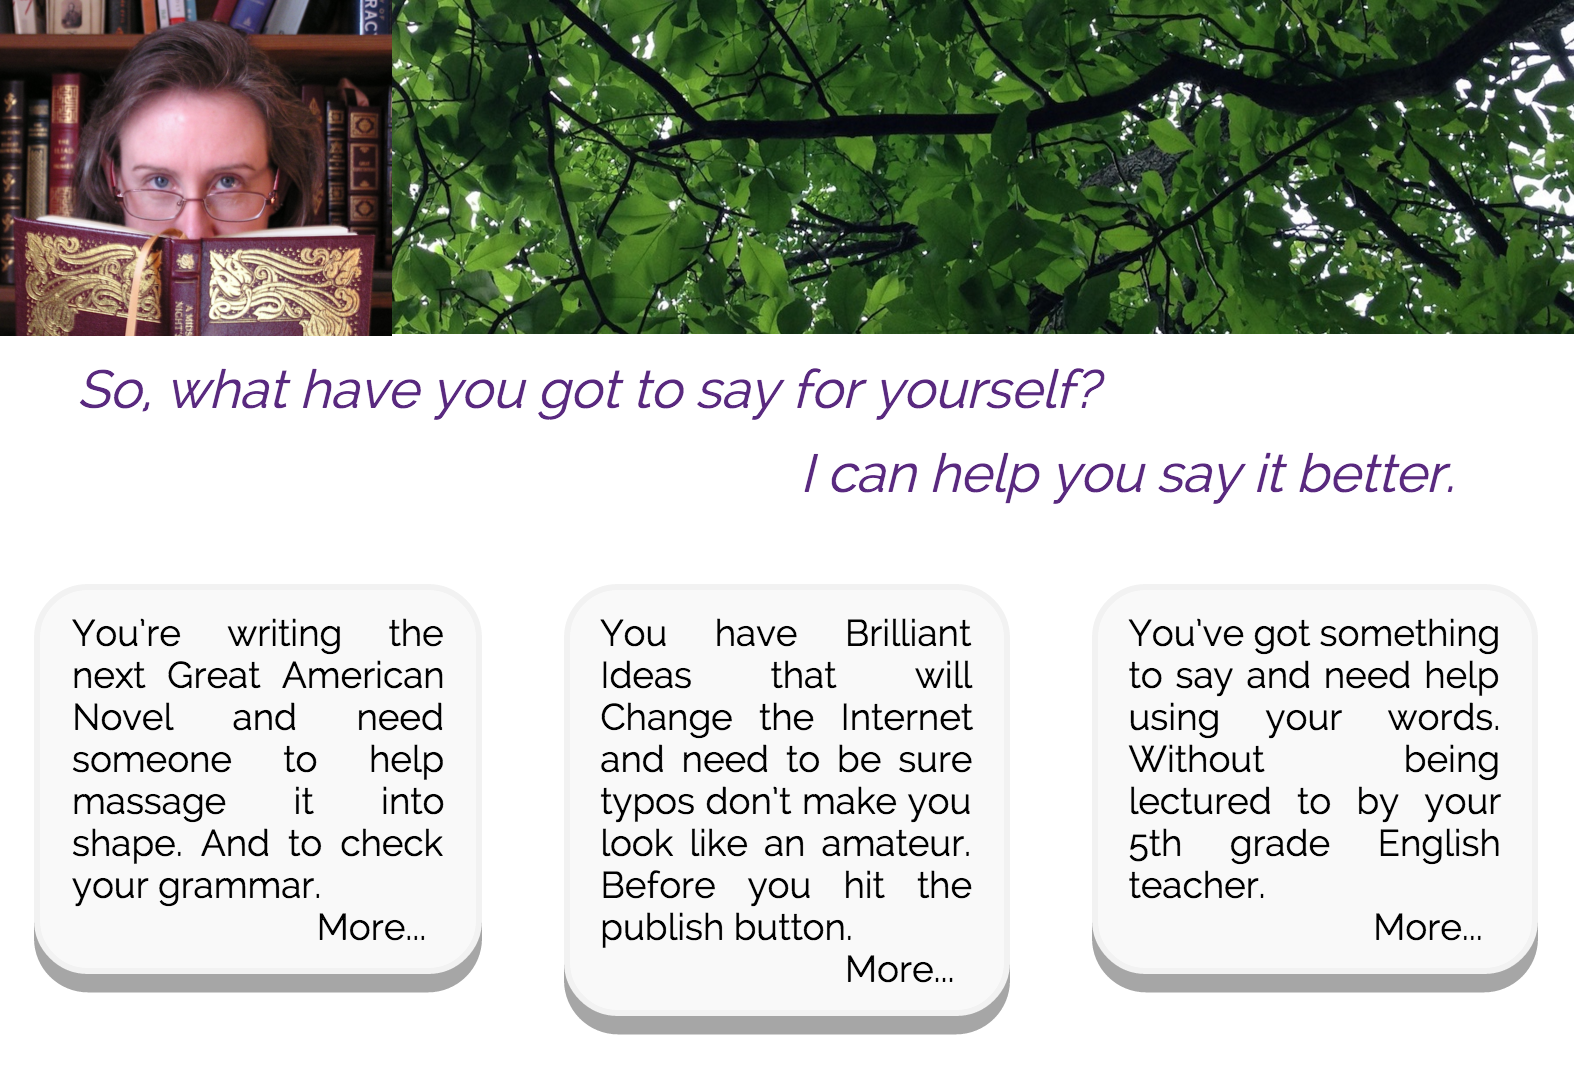 RACT
A MIDS
NIGHT'
So, what have you got to say for yourself?
I can help you say it better.
You're writing the
next Great American
Novel and need
someone to help
massage it into
shape. And to check
your grammar.
More...
You have Brilliant
Ideas that will
Change the Internet
and need to be sure
typos don't make you
look like an amateur.
Before you hit the
publish button.
More...
You've got something
to say and need help
using your words.
Without being
lectured to by your
5th grade English
teacher.
More...